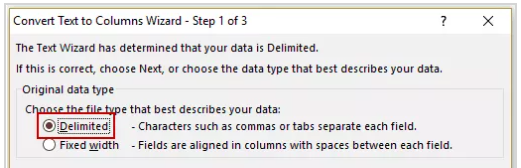 Convert Text to Columns Wizard - Step 1 of 3 ? ×
The Text Wizard has determined that your data is Delimited.
If this is correct, choose Next, or choose the data type that best describes your data.
Original data type
Choose the file type that best describes your data:
Delimited - Characters such as commas or tabs separate each field.
Fixed width - Fields are aligned in columns with spaces between each field.